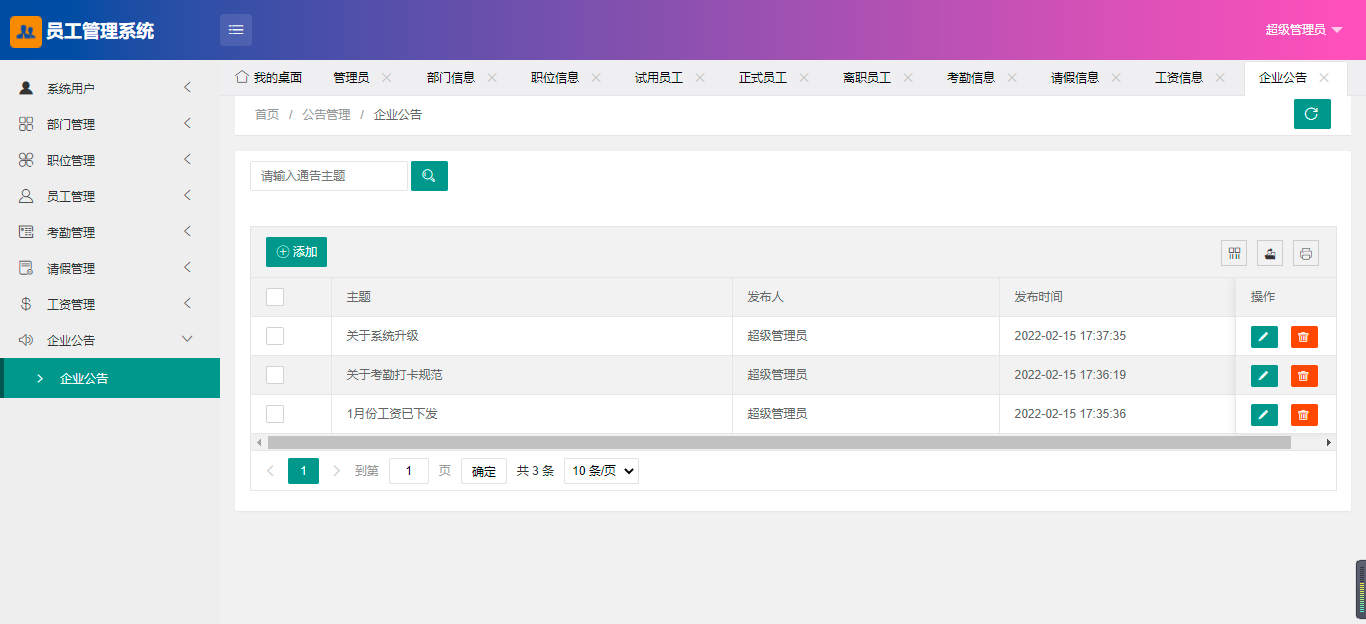 员工管理系统
超级管理员
系统用户
部门管理
职位管理
员工管理
考勤管理
请假管理
工资管理
企业公告
企业公告
我的桌面 管理员 部门信息 职位信息 试用员工 正式员工 离职员工 考勤信息 请假信息 工资信息 企业公告
首页 / 公告管理 / 企业公告
请输入通告主题
添加
主题 发布人 发布时间 操作
关于系统升级 超级管理员 2022-02-15 17:37:35
关于考勤打卡规范 超级管理员 2022-02-15 17:36:19
1月份工资已下发 超级管理员 2022-02-15 17:35:36
1 到第 1 页 确定 共 3 条 10 条/页